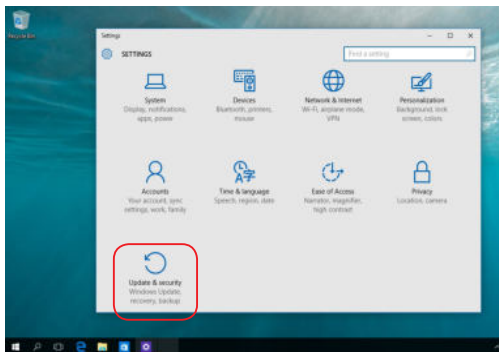 Recycle Bin
Settings
SETTINGS
Find a setting
System
Display, notifications,
apps, power
Devices
Bluetooth, printers,
mouse
Network & Internet
Wi-Fi, airplane mode,
VPN
Personalization
Background, lock
screen, colors
Accounts
Your account, sync
settings, work, family
Time & language
Speech, region, date
Ease of Access
Narrator, magnifier,
high contrast
Privacy
Location, camera
Update & security
Windows Update,
recovery, backup